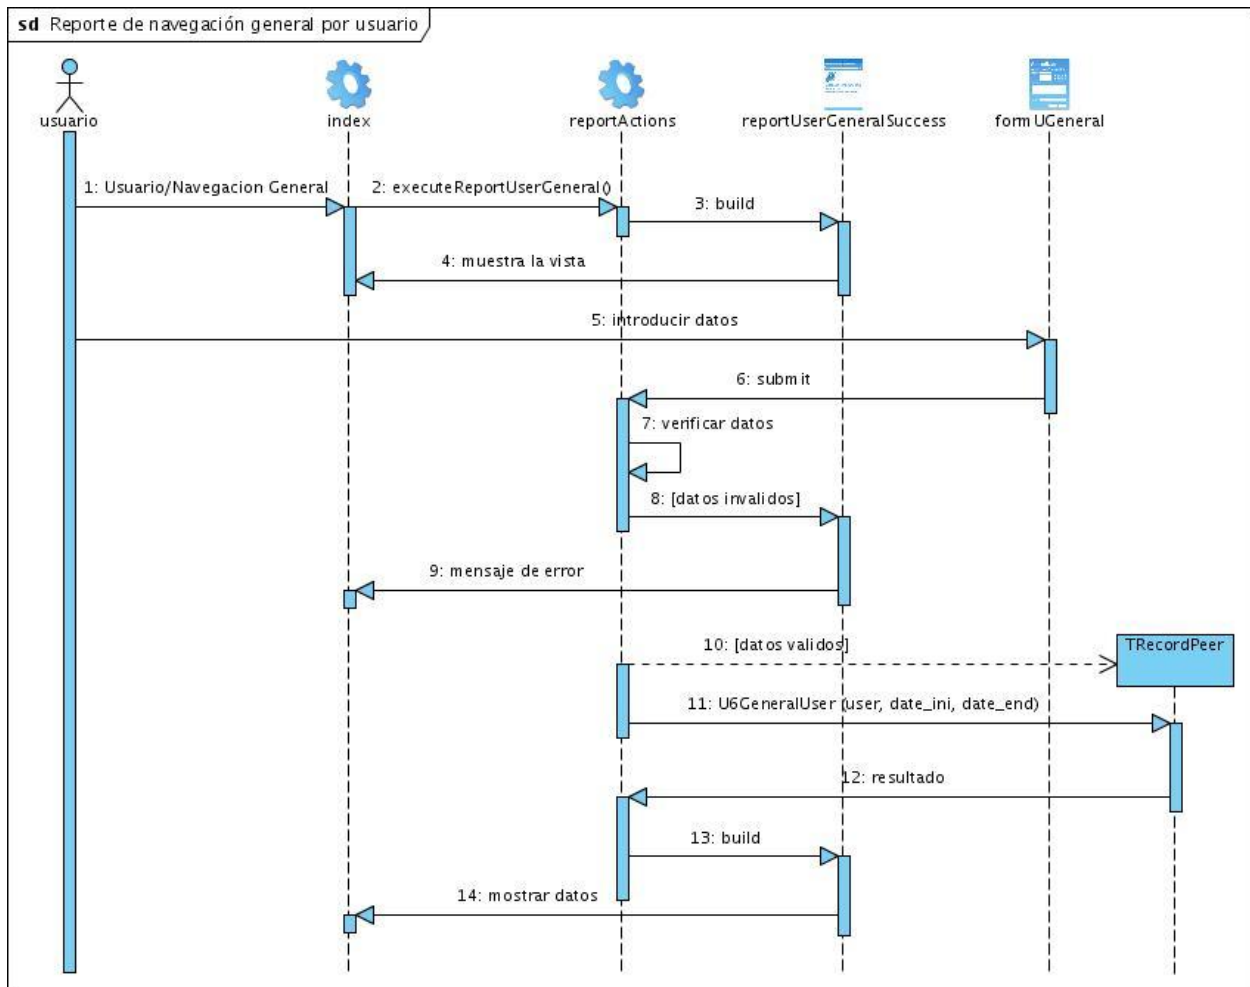 sd Reporte de navegación general por usuario
usuario
index
reportActions
reportUserGeneralSuccess
formUGeneral
1: Usuario/Navegacion General
2: executeReportUserGeneral()
3: build
4: muestra la vista
5: introducir datos
6: submit
7: verificar datos
8: [datos invalidos]
9: mensaje de error
10: [datos validos]
TRecordPeer
11: U6GeneralUser (user, date_ini, date_end)
12: resultado
13: build
14: mostrar datos